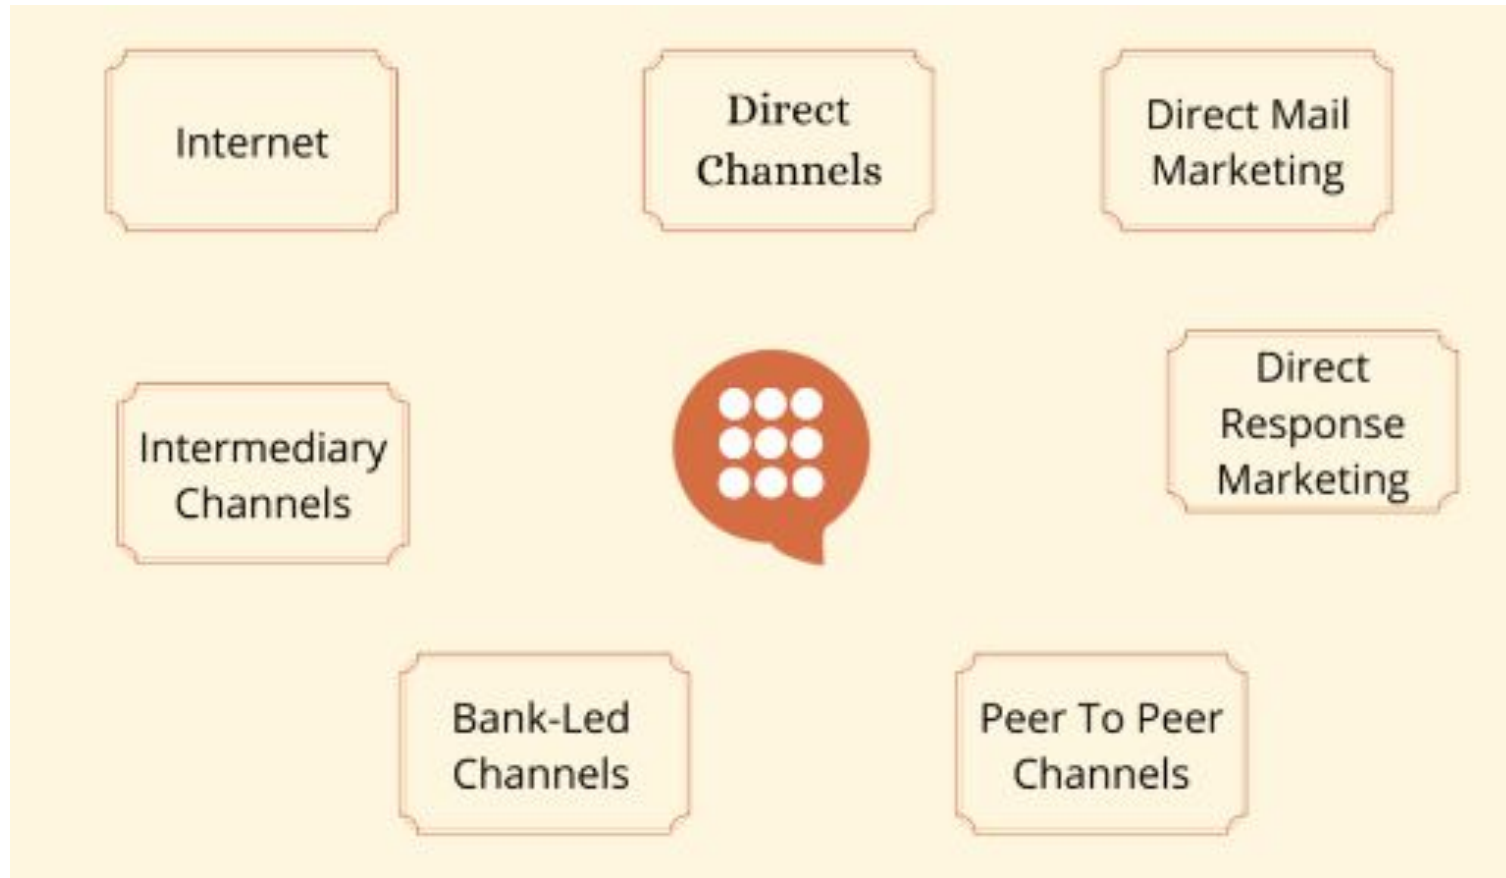 Internet
Direct
Channels
Direct Mail
Marketing
Intermediary
Channels
Direct
Response
Marketing
Bank-Led
Channels
Peer To Peer
Channels